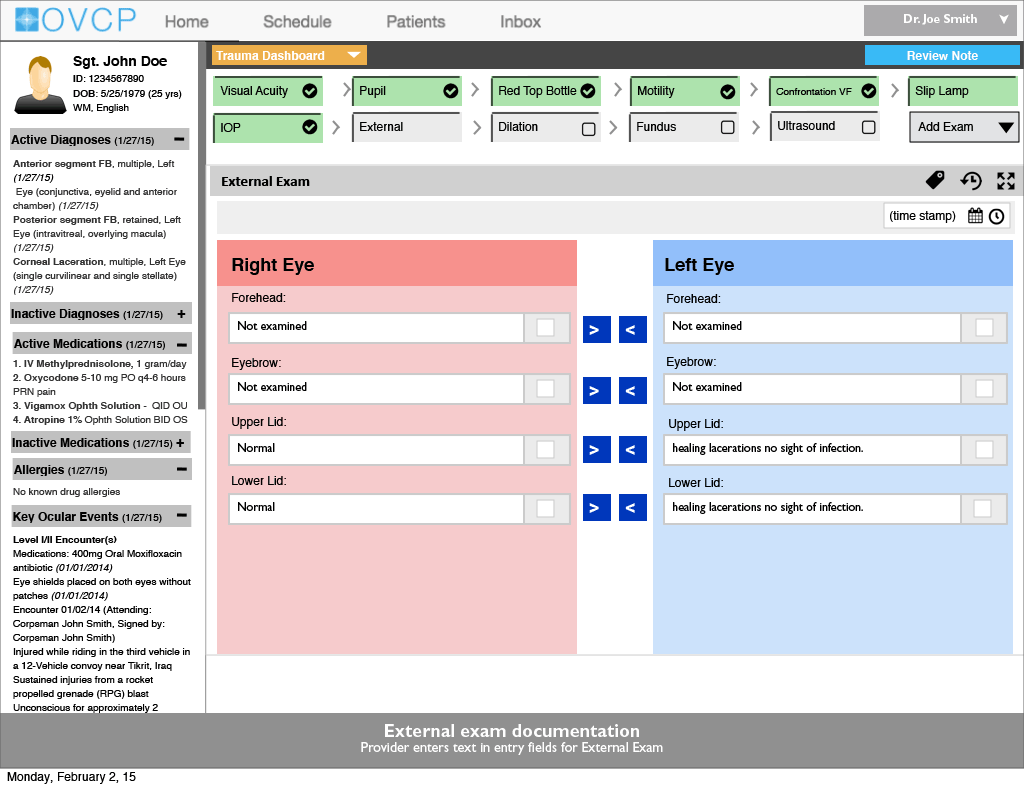 OVCP Home Schedule Patients Inbox Dr. Joe Smith
Sgt. John Doe
ID: 1234567890
DOB: 5/25/1979 (25 yrs)
WM, English
Active Diagnoses (1/27/15)
Anterior segment FB, multiple, Left
(1/27/15)
Eye (conjunctiva, eyelid and anterior
chamber) (1/27/15)
Posterior segment FB, retained, Left
Eye (intravitreal, overlying macula)
(1/27/15)
Corneal Laceration, multiple, Left Eye
(single curvilinear and single stellate)
(1/27/15)
Inactive Diagnoses (1/27/15) +
Active Medications (1/27/15)
1. IV Methylprednisolone, 1 gram/day
2. Oxycodone 5-10 mg PO q4-6 hours
PRN pain
3. Vigamox Ophth Solution - QID OU
4. Atropine 1% Ophth Solution BID OS
Inactive Medications (1/27/15) +
Allergies (1/27/15)
No known drug allergies
Key Ocular Events (1/27/15)
Level I/II Encounter(s)
Medications: 400mg Oral Moxifloxacin
antibiotic (01/01/2014)
Eye shields placed on both eyes without
patches (01/01/2014)
Encounter 01/02/14 (Attending:
Corpsman John Smith, Signed by:
Corpsman John Smith)
Injured while riding in the third vehicle in
a 12-Vehicle convoy near Tikrit, Iraq
Sustained injuries from a rocket
propelled grenade (RPG) blast
Unconscious for approximately 2
Trauma Dashboard Review Note
Visual Acuity > Pupil > Red Top Bottle > Motility > Confrontation VF > Slip Lamp
IOP > External > Dilation > Fundus > Ultrasound Add Exam
External Exam
(time stamp)
Right Eye
Forehead:
Not examined
Eyebrow:
Not examined
Upper Lid:
Normal
Lower Lid:
Normal
> <
> <
> <
> <
Left Eye
Forehead:
Not examined
Eyebrow:
Not examined
Upper Lid:
healing lacerations no sight of infection.
Lower Lid:
healing lacerations no sight of infection.
External exam documentation
Provider enters text in entry fields for External Exam
Monday, February 2, 15